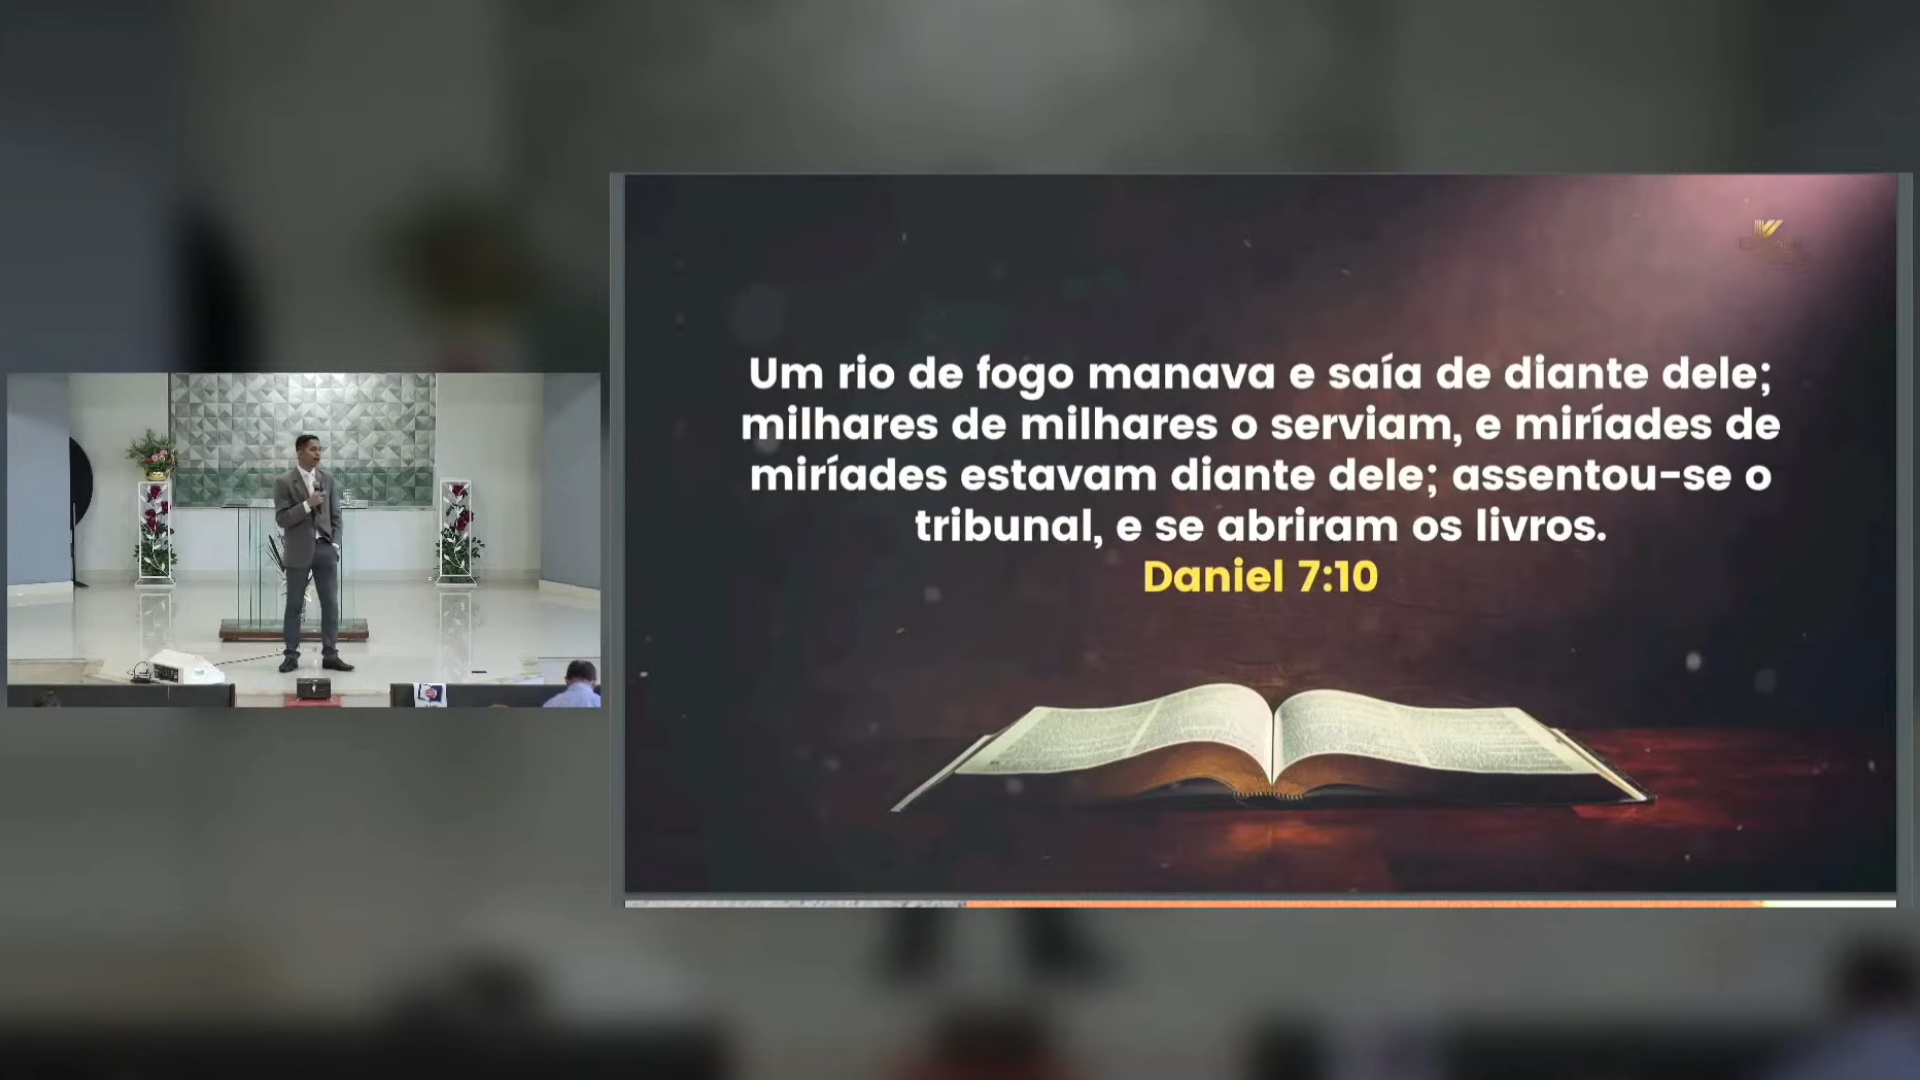 Um rio de fogo manava e saía de diante dele;
milhares de milhares o serviam, e miríades de
miríades estavam diante dele; assentou-se o
tribunal, e se abriram os livros.
Daniel 7:10